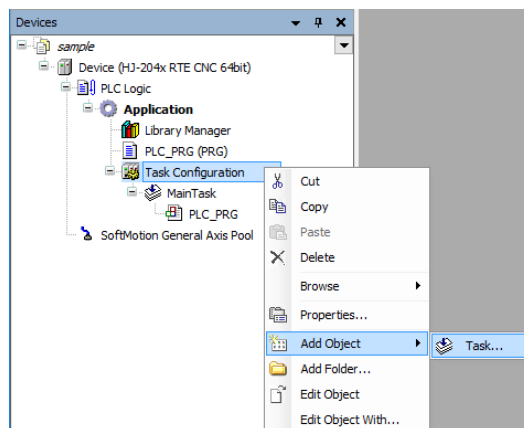 Devices
sample
Device (HJ-204x RTE CNC 64bit)
PLC Logic
Application
Library Manager
PLC_PRG (PRG)
Task Configuration
MainTask
PLC_PRG
SoftMotion General Axis Pool
Cut
Copy
Paste
Delete
Browse
Properties...
Add Object
Task...
Add Folder...
Edit Object
Edit Object With...